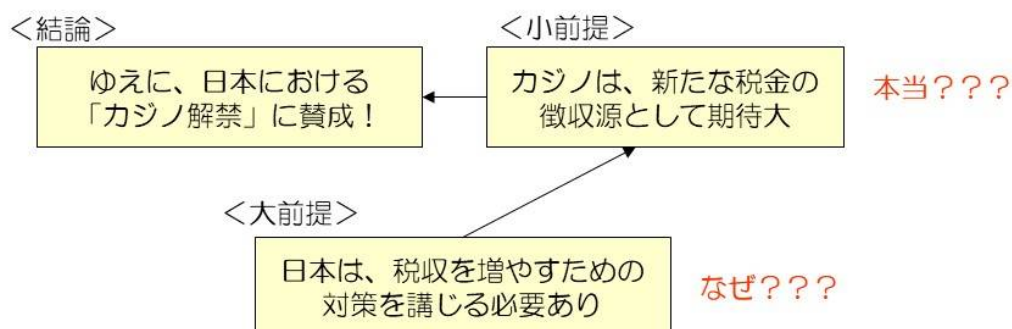 <結論>
ゆえに、日本における
「カジノ解禁」に賛成！
<小前提>
カジノは、新たな税金の
徴収源として期待大
本当？？？
<大前提>
日本は、税収を増やすための
対策を講じる必要あり
なぜ？？？